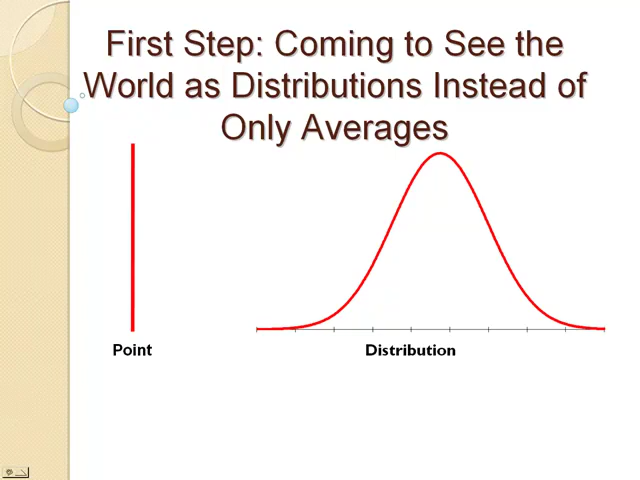 First Step: Coming to See the
World as Distributions Instead of
Only Averages
Point
Distribution